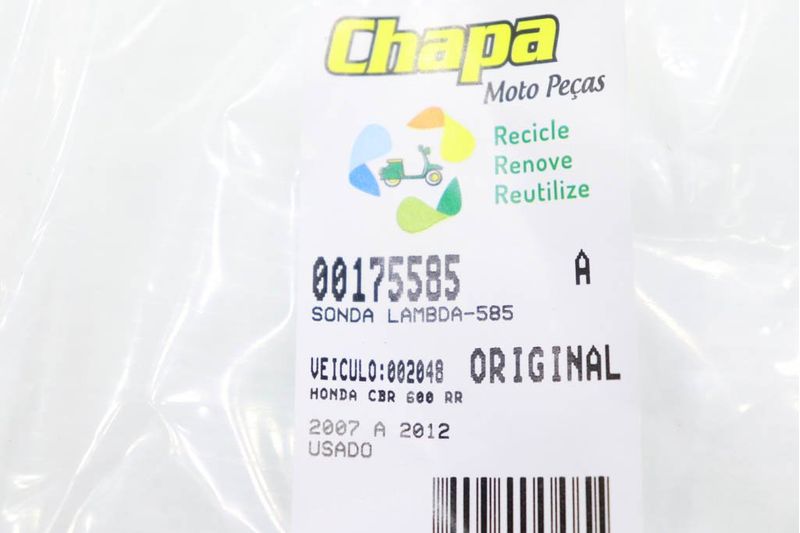 Chapa
Moto Peças
Recicle
Renove
Reutilize
00175585 A
SONDA LAMBDA-585
VEICULO:002048 ORIGINAL
HONDA CBR 600 RR
2007 A 2012
USADO